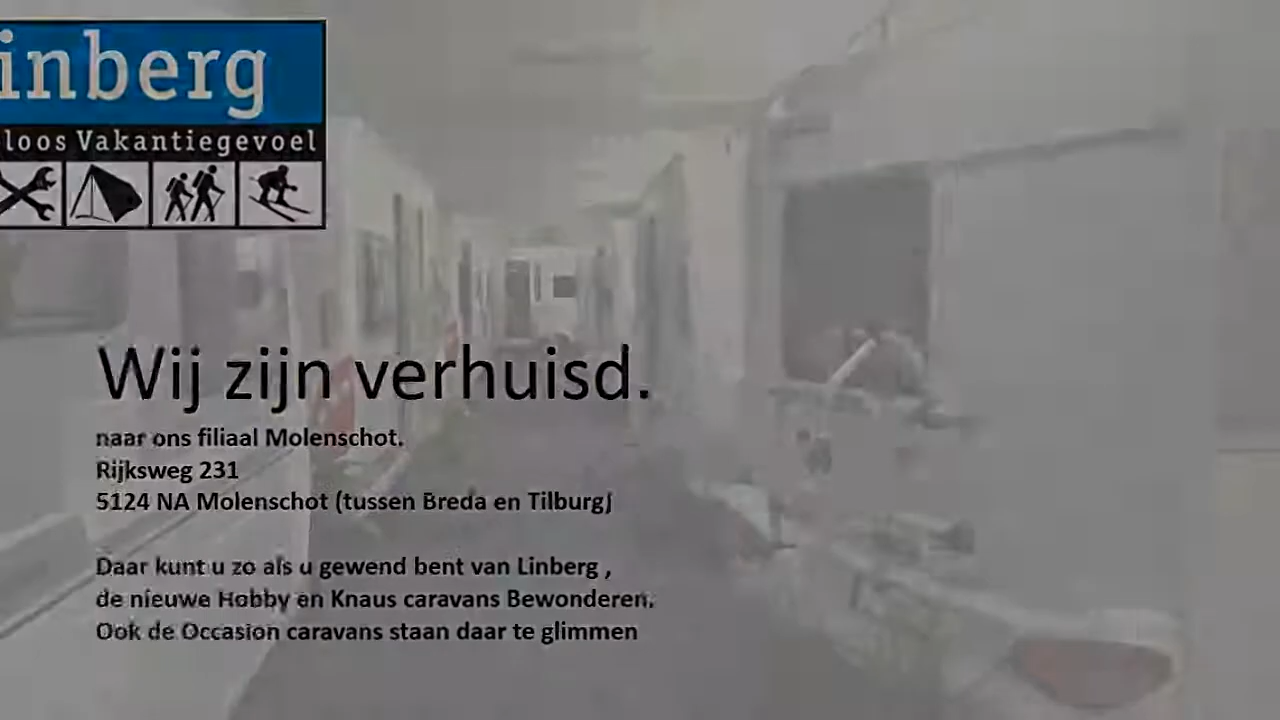 inberg
loos Vakantiegevoel
Wij zijn verhuisd.
naar ons filiaal Molenschot.
Rijksweg 231
5124 NA Molenschot (tussen Breda en Tilburg)
Daar kunt u zo als u gewend bent van Linberg ,
de nieuwe Hobby en Knaus caravans Bewonderen.
Ook de Occasion caravans staan daar te glimmen